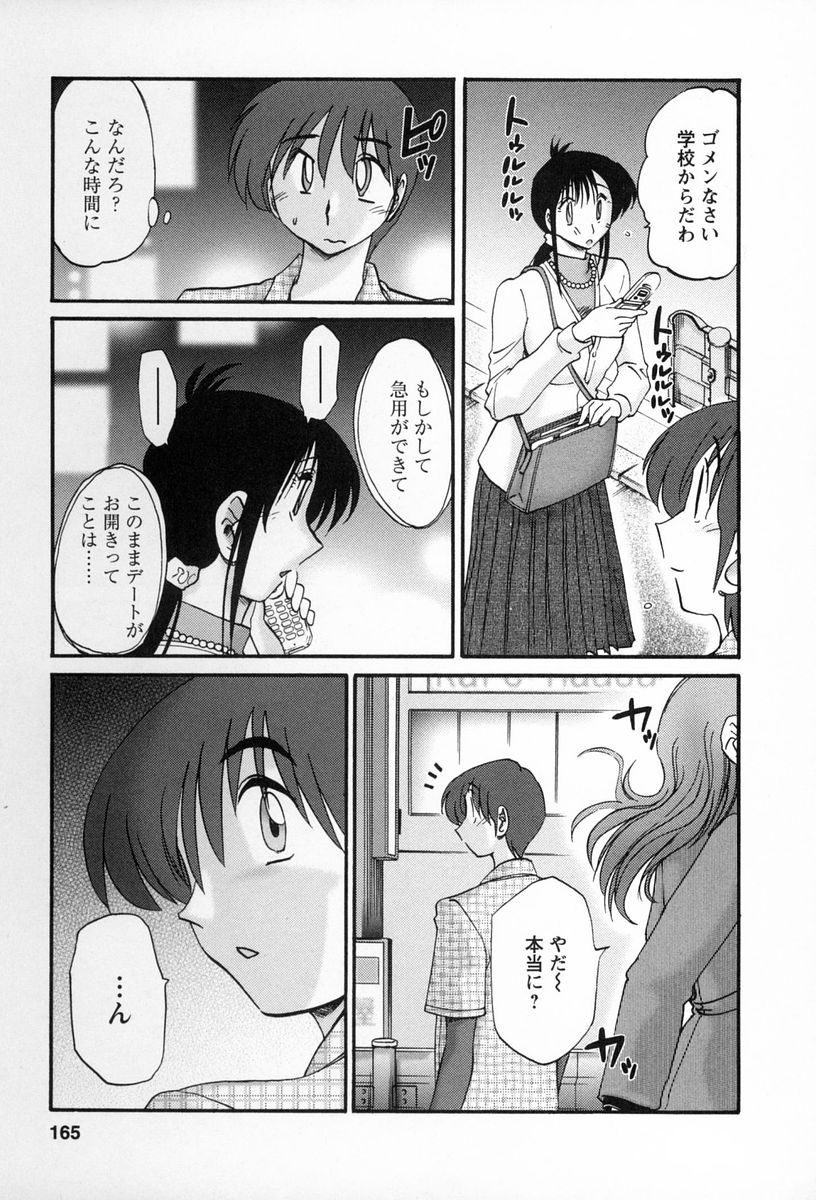 ゴメンなさい
学校からだわ
トゥルルルッ
トゥルルルッ
ピッ
なんだろ?
こんな時間に
もしかして
急用ができて
このままデートが
お開きって
ことは……
カッ
カッ
やだ〜
本当に?
…ん
165